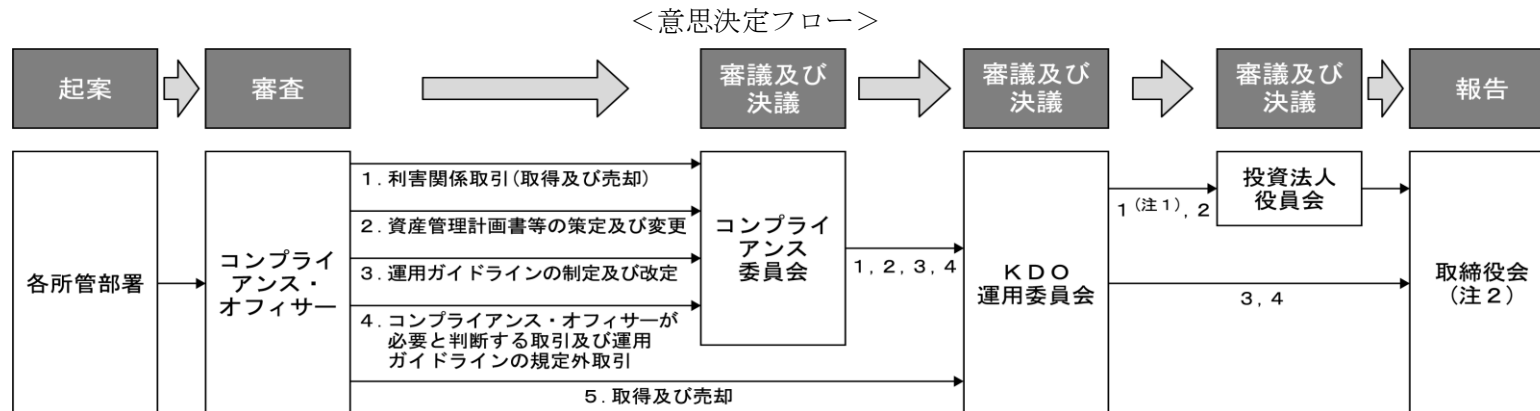 <意思決定フロー>
起案
審査
審議及び
決議
審議及び
決議
審議及び
決議
報告
各所管部署
コンプライ
アンス・
オフィサー
1. 利害関係取引(取得及び売却)
2. 資産管理計画書等の策定及び変更
3. 運用ガイドラインの制定及び改定
4. コンプライアンス・オフィサーが
必要と判断する取引及び運用
ガイドラインの規定外取引
5. 取得及び売却
コンプライ
アンス
委員会
1, 2, 3, 4
KDO
運用委員会
1(注1), 2
3, 4
投資法人
役員会
取締役会
(注2)